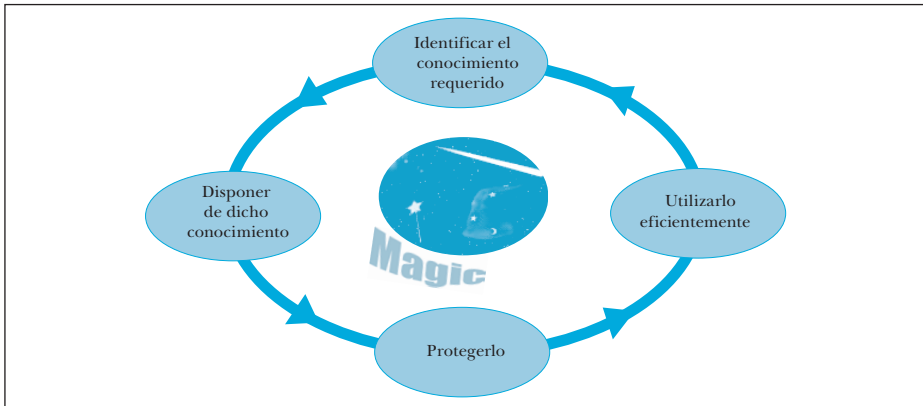 Identificar el
conocimiento
requerido
Disponer
de dicho
conocimiento
Utilizarlo
eficientemente
Magic
Protegerlo